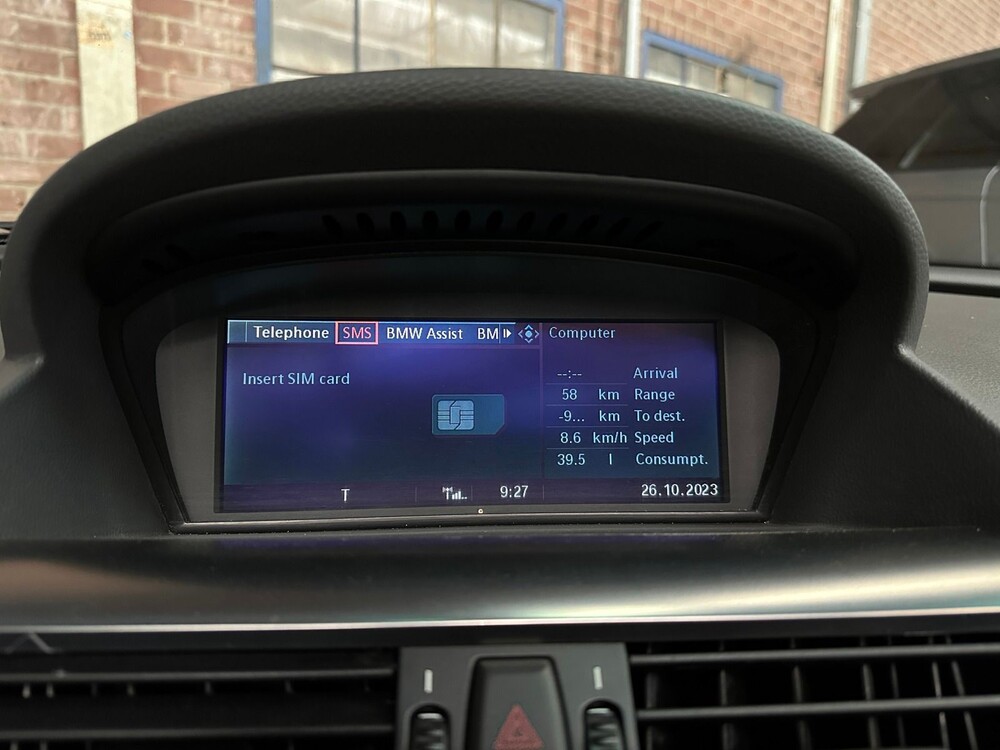 Telephone SMS BMW Assist BM
Insert SIM card
Computer
--:-- Arrival
58 km Range
-9... km To dest.
8.6 km/h Speed
39.5 l Consumpt.
T 9:27 26.10.2023